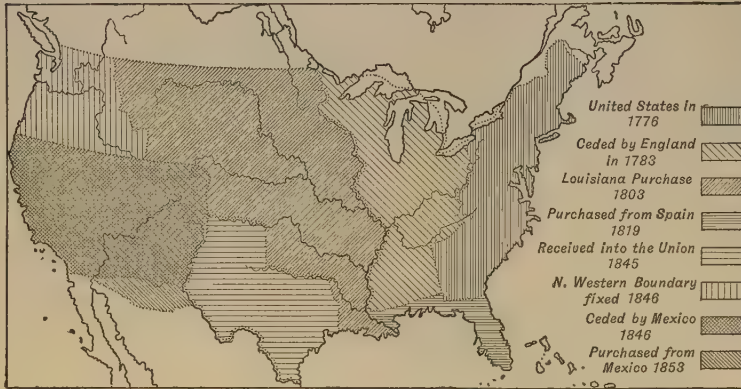 United States in
1776
Ceded by England
in 1783
Louisiana Purchase
1803
Purchased from Spain
1819
Received into the Union
1845
N. Western Boundary
fixed 1846
Ceded by Mexico
1846
Purchased from
Mexico 1853